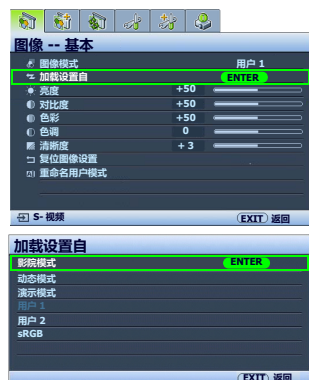 图像 -- 基本
图像模式 用户 1
加载设置自 ENTER
亮度 +50
对比度 +50
色彩 +50
色调 0
清晰度 + 3
复位图像设置
重命名用户模式
S- 视频 EXIT 返回
加载设置自
影院模式 ENTER
动态模式
演示模式
用户 1
用户 2
sRGB
EXIT 返回